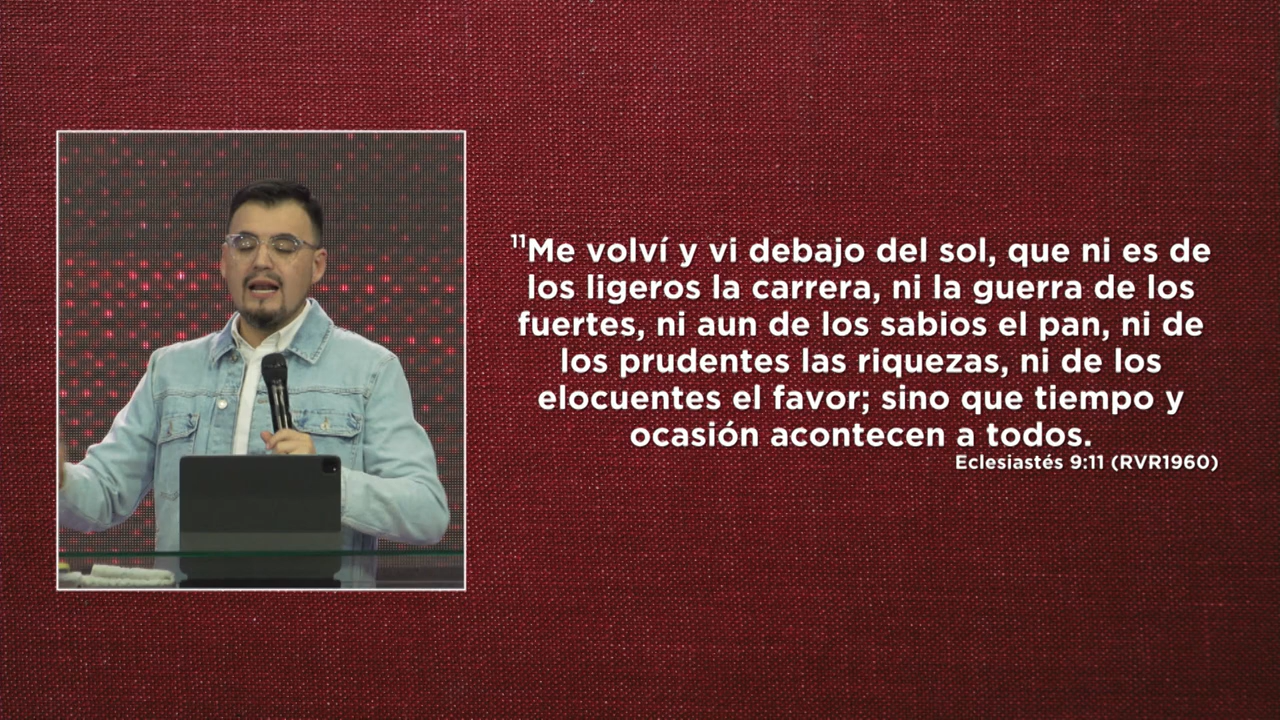 ¹¹Me volví y vi debajo del sol, que ni es de
los ligeros la carrera, ni la guerra de los
fuertes, ni aun de los sabios el pan, ni de
los prudentes las riquezas, ni de los
elocuentes el favor; sino que tiempo y
ocasión acontecen a todos.
Eclesiastés 9:11 (RVR1960)